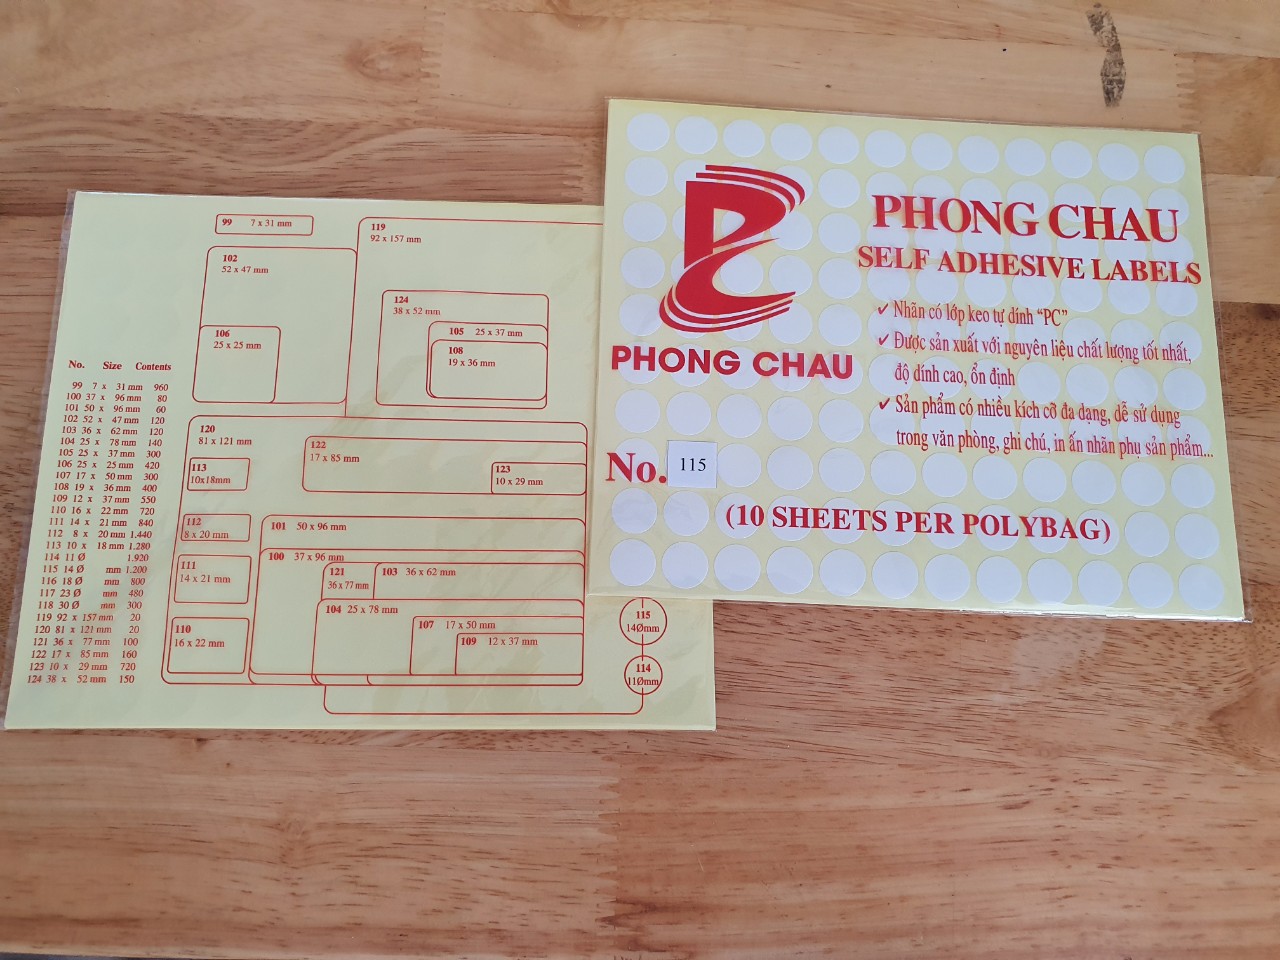 99 7 x 31 mm
119
92 x 157 mm
102
52 x 47 mm
124
38 x 52 mm
106
25 x 25 mm
105 25 x 37 mm
108
19 x 36 mm
No. Size Contents
99 7 x 31 mm 960
100 37 x 96 mm 80
101 50 x 96 mm 60
102 52 x 47 mm 120
103 36 x 62 mm 120
104 25 x 78 mm 140
105 25 x 37 mm 300
106 25 x 25 mm 420
107 17 x 50 mm 300
108 19 x 36 mm 400
109 12 x 37 mm 550
110 16 x 22 mm 720
111 14 x 21 mm 840
112 8 x 20 mm 1.440
113 10 x 18 mm 1.280
114 11 Ø 1.920
115 14 Ø mm 1.200
116 18 Ø mm 800
117 23 Ø mm 480
118 30 Ø mm 300
119 92 x 157 mm 20
120 81 x 121 mm 20
121 36 x 77 mm 100
122 17 x 85 mm 160
123 10 x 29 mm 720
124 38 x 52 mm 150
120
81 x 121 mm
122
17 x 85 mm
113
10x18mm
123
10 x 29 mm
112
8 x 20 mm
101 50 x 96 mm
100 37 x 96 mm
111
14 x 21 mm
121
36 x 77 mm
103 36 x 62 mm
104 25 x 78 mm
110
16 x 22 mm
107 17 x 50 mm
109 12 x 37 mm
115
14Ømm
114
11Ømm
PHONG CHAU
PHONG CHAU
SELF ADHESIVE LABELS
✓ Nhãn có lớp keo tự dính “PC”
✓ Được sản xuất với nguyên liệu chất lượng tốt nhất,
độ dính cao, ổn định
✓ Sản phẩm có nhiều kích cỡ đa dạng, dễ sử dụng
trong văn phòng, ghi chú, in ấn nhãn phụ sản phẩm...
No. 115
(10 SHEETS PER POLYBAG)